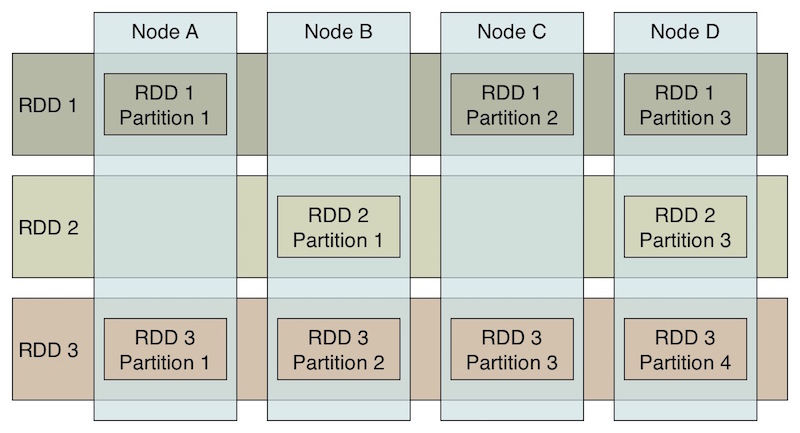 Node A
Node B
Node C
Node D
RDD 1
RDD 1
Partition 1
RDD 1
Partition 2
RDD 1
Partition 3
RDD 2
RDD 2
Partition 1
RDD 2
Partition 3
RDD 3
RDD 3
Partition 1
RDD 3
Partition 2
RDD 3
Partition 3
RDD 3
Partition 4